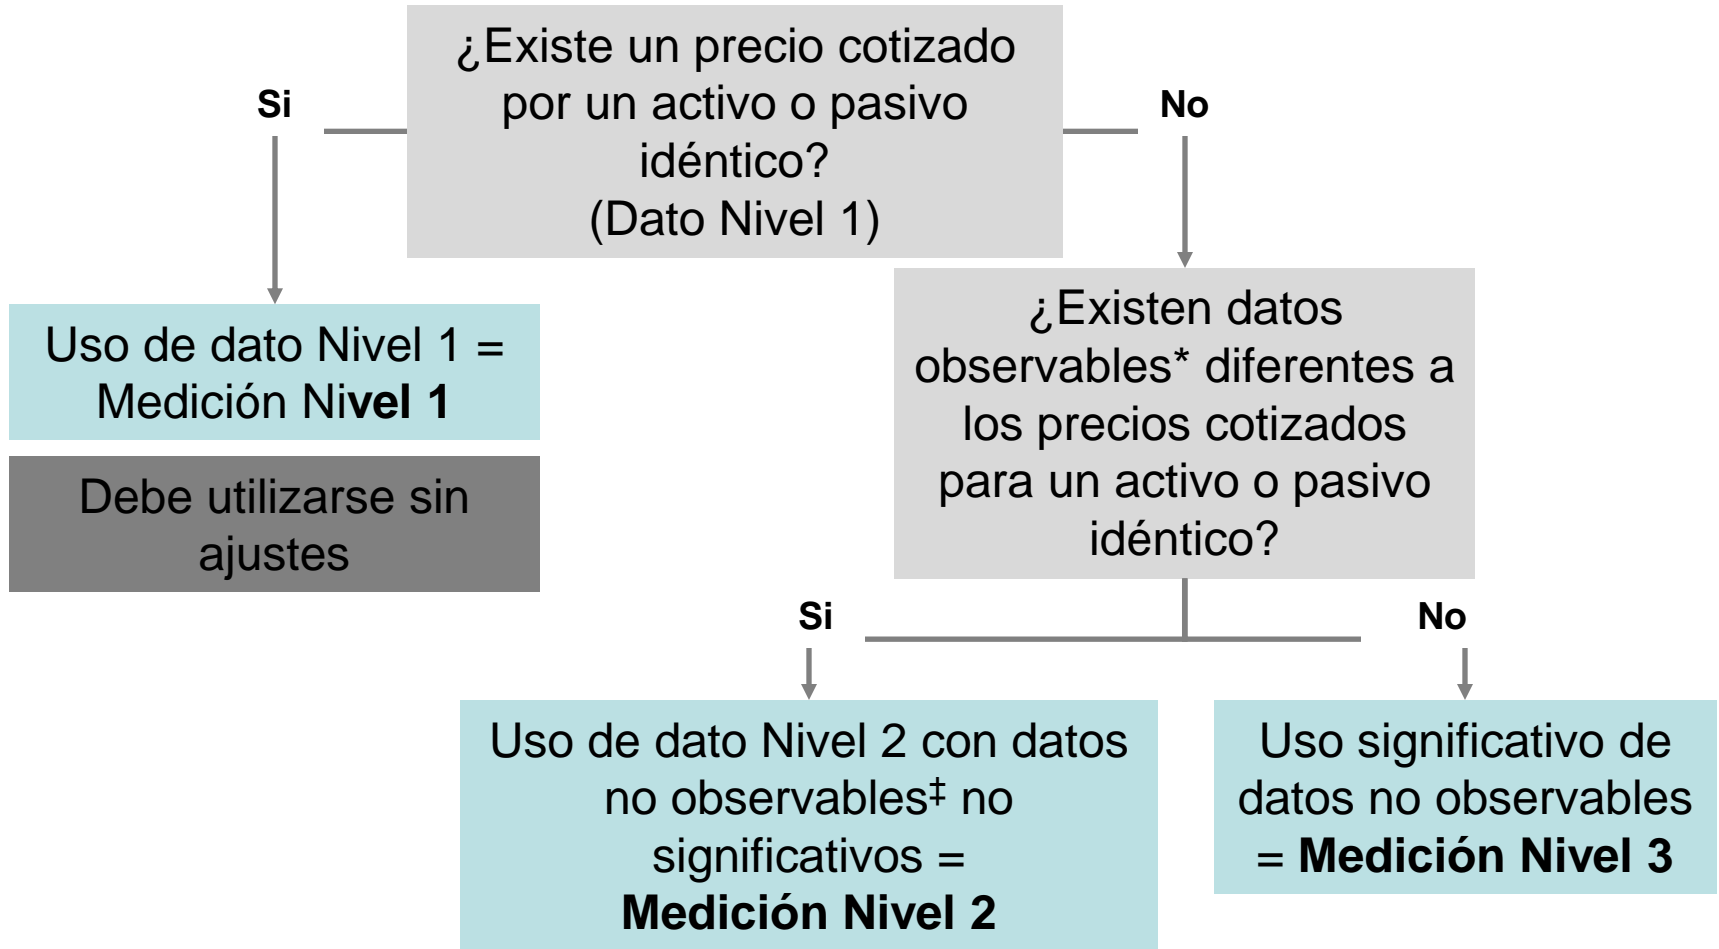 ¿Existe un precio cotizado
por un activo o pasivo
idéntico?
(Dato Nivel 1)
Si
No
Uso de dato Nivel 1 =
Medición Nivel 1
Debe utilizarse sin
ajustes
¿Existen datos
observables* diferentes a
los precios cotizados
para un activo o pasivo
idéntico?
Si
No
Uso de dato Nivel 2 con datos
no observables‡ no
significativos =
Medición Nivel 2
Uso significativo de
datos no observables
= Medición Nivel 3